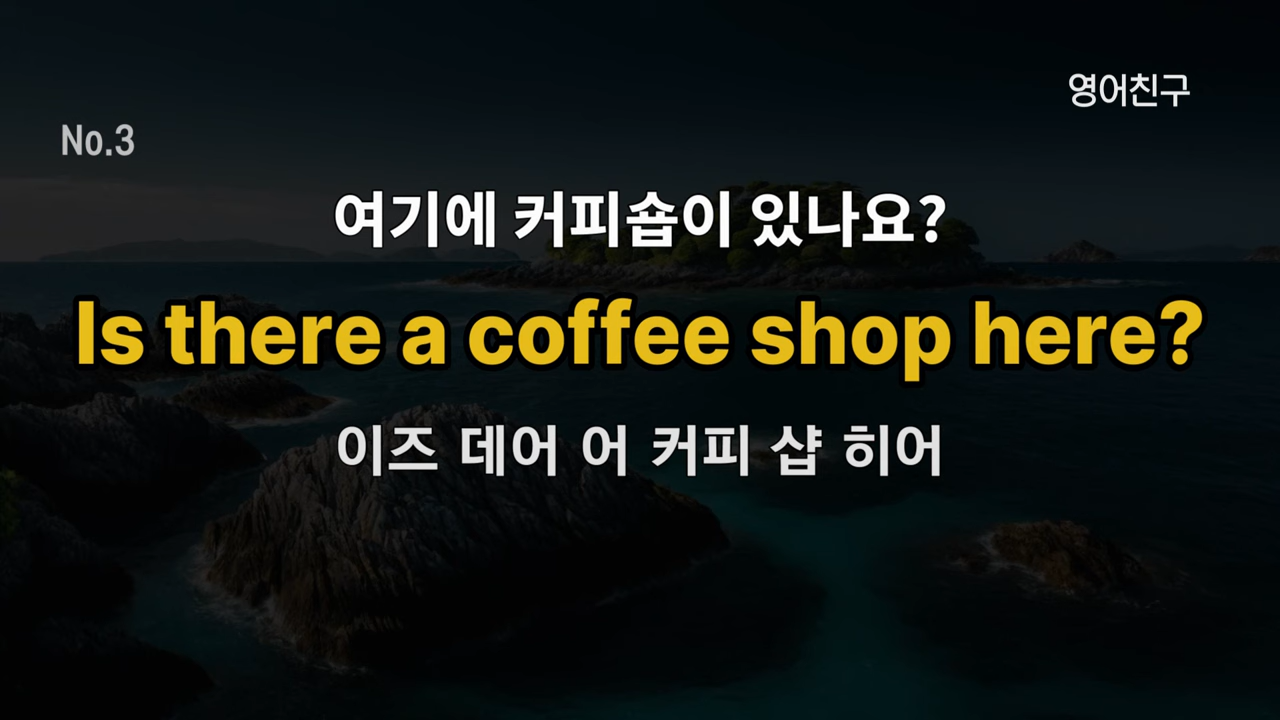 영어친구
No.3
여기에 커피숍이 있나요?
Is there a coffee shop here?
이즈 데어 어 커피 샵 히어